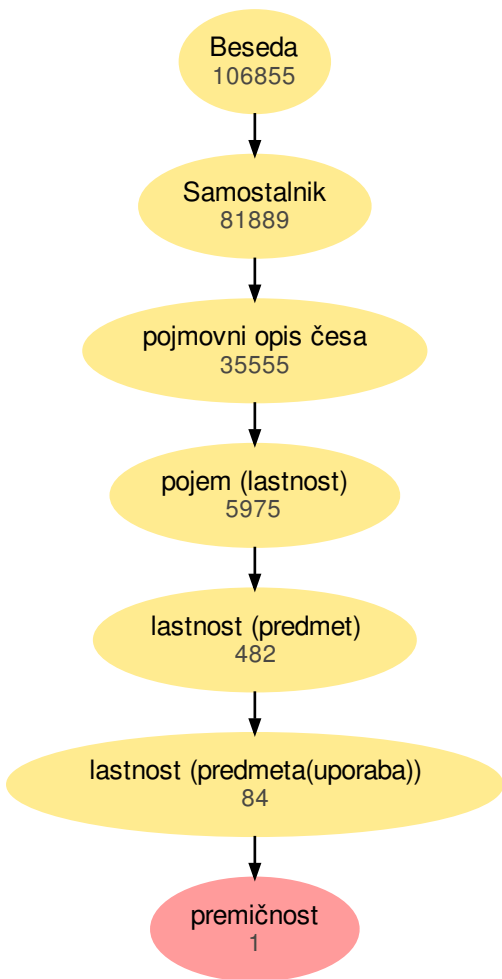 Beseda
106855
Samostalnik
81889
pojmovni opis česa
35555
pojem (lastnost)
5975
lastnost (predmet)
482
lastnost (predmeta(uporaba))
84
premičnost
1